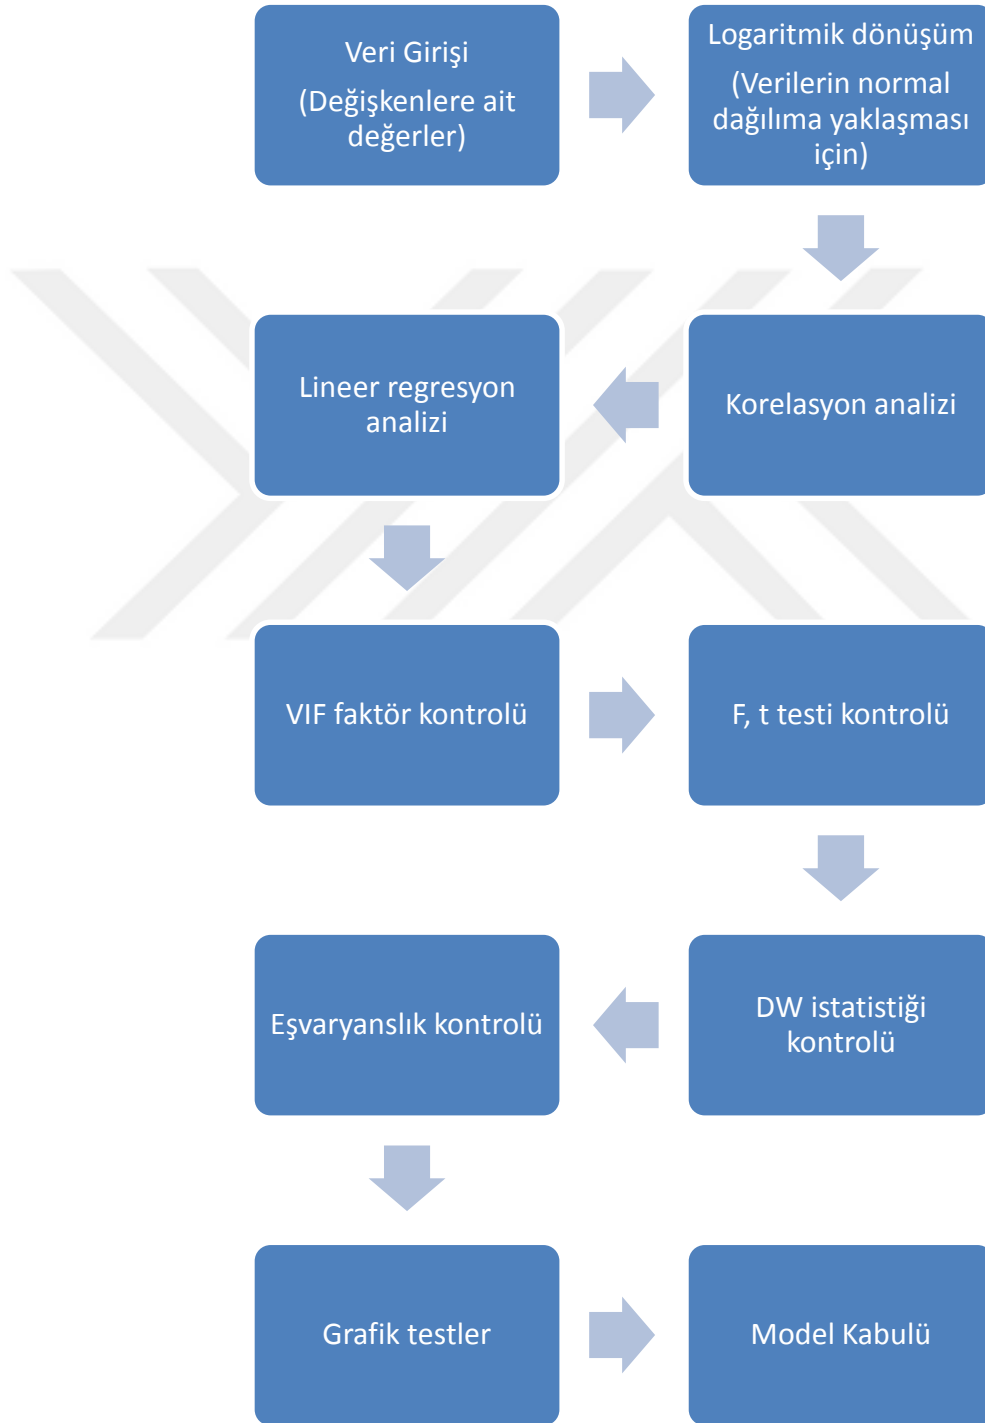 Veri Girişi
(Değişkenlere ait
değerler)
Logaritmik dönüşüm
(Verilerin normal
dağılıma yaklaşması
için)
Korelasyon analizi
Lineer regresyon
analizi
VIF faktör kontrolü
F, t testi kontrolü
DW istatistiği
kontrolü
Eşvaryanslık kontrolü
Grafik testler
Model Kabulü